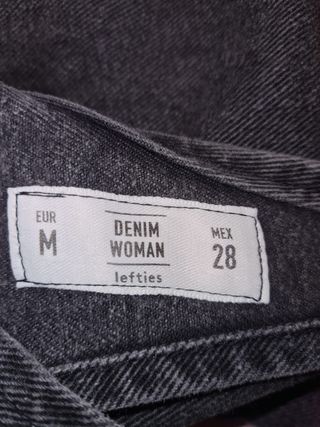 EUR
M
DENIM
WOMAN
lefties
MEX
28